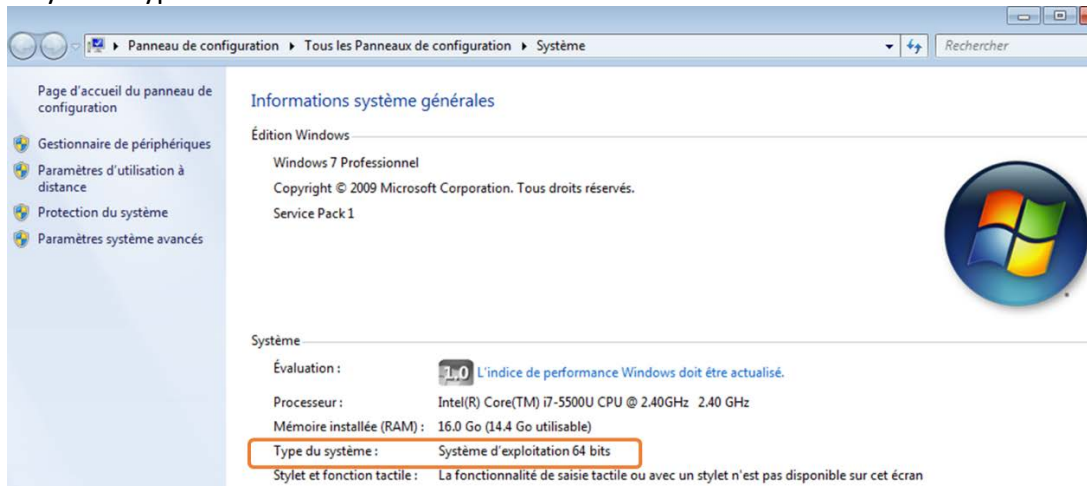 Panneau de configuration ▸ Tous les Panneaux de configuration ▸ Système
Rechercher
Page d'accueil du panneau de
configuration
Gestionnaire de périphériques
Paramètres d'utilisation à
distance
Protection du système
Paramètres système avancés
Informations système générales
Édition Windows
Windows 7 Professionnel
Copyright © 2009 Microsoft Corporation. Tous droits réservés.
Service Pack 1
Système
Évaluation :
1,0 L'indice de performance Windows doit être actualisé.
Processeur : Intel(R) Core(TM) i7-5500U CPU @ 2.40GHz 2.40 GHz
Mémoire installée (RAM) : 16.0 Go (14.4 Go utilisable)
Type du système : Système d'exploitation 64 bits
Stylet et fonction tactile : La fonctionnalité de saisie tactile ou avec un stylet n'est pas disponible sur cet écran